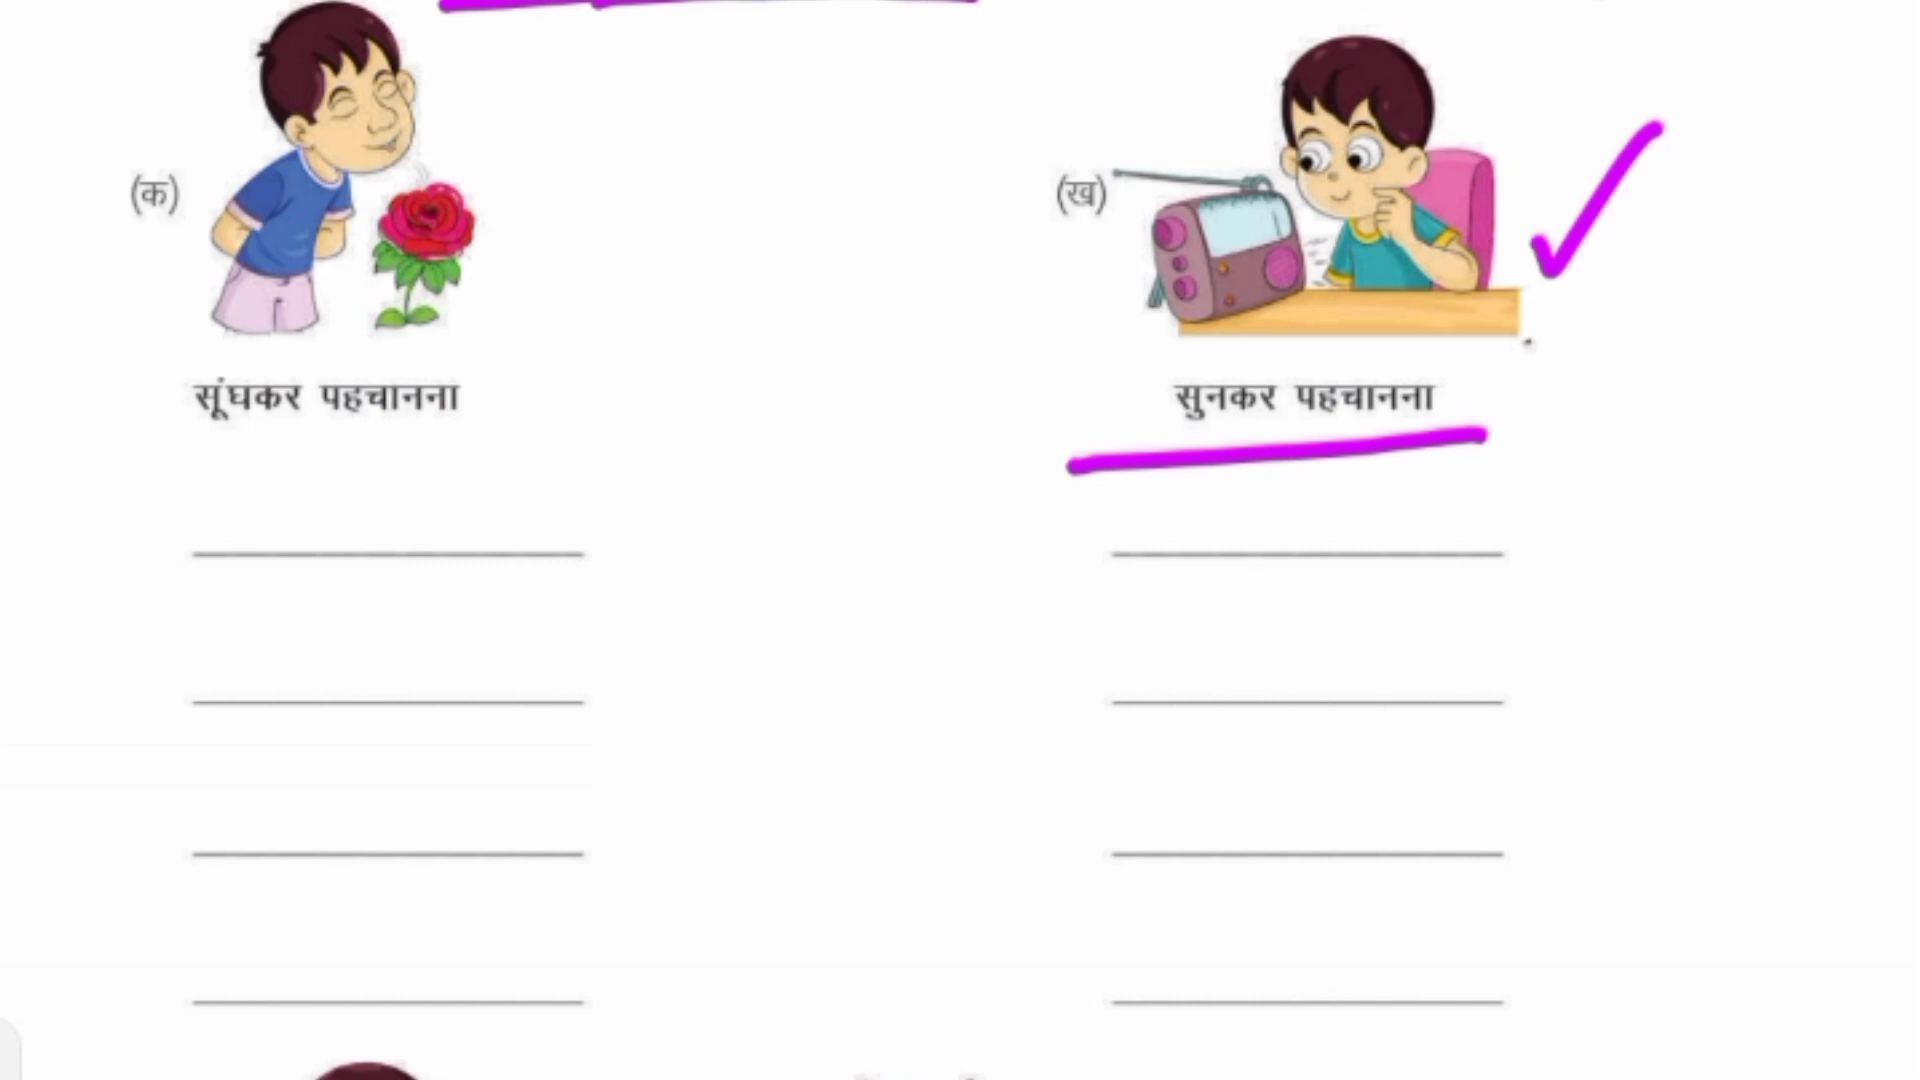 (क)
(ख)
सूंघकर पहचानना
सुनकर पहचानना